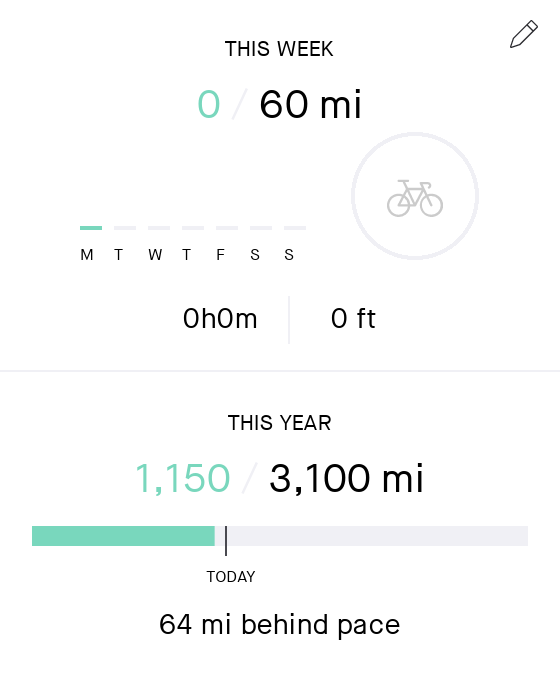 THIS WEEK
0 / 60 mi
M T W T F S S
0h0m 0 ft
THIS YEAR
1,150 / 3,100 mi
TODAY
64 mi behind pace